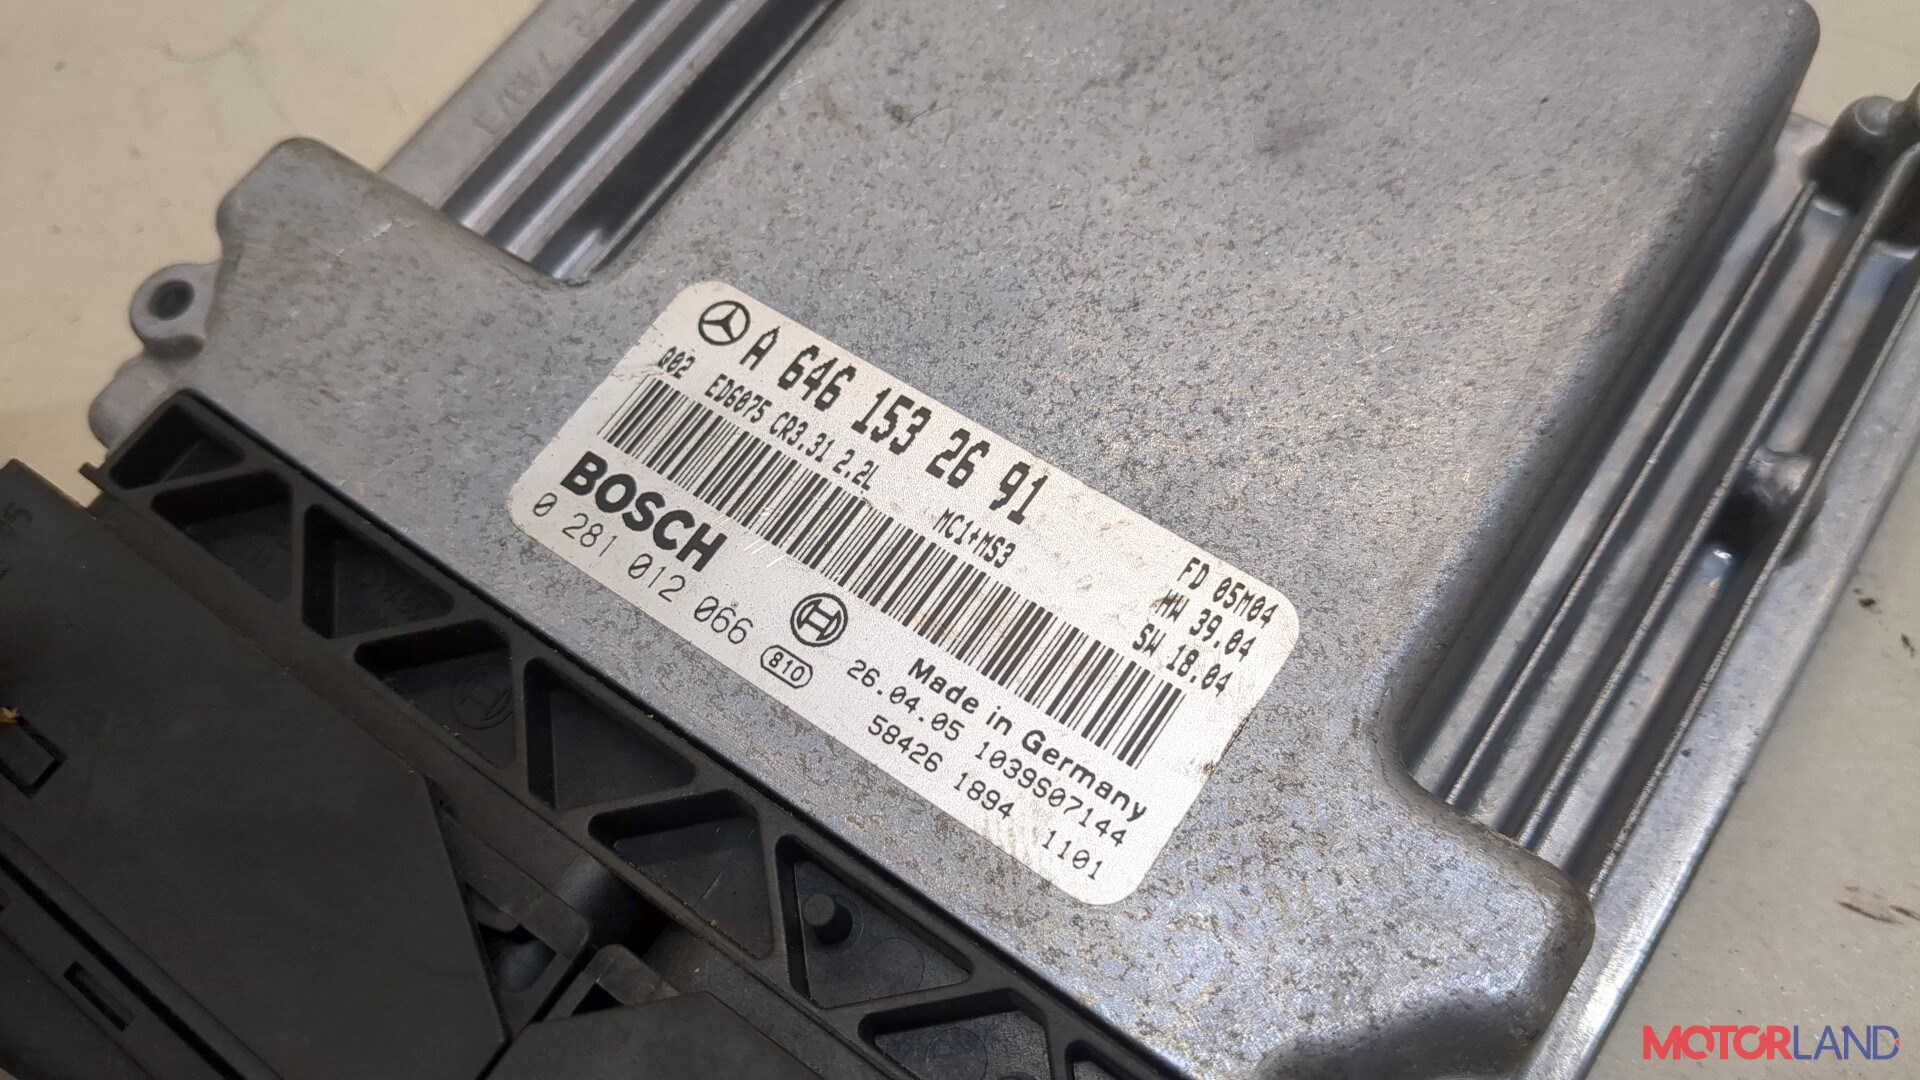 A 646 153 26 91
Q02 ED6075 CR3.31 2.2L MC1+MS3
FD 05M04
HW 39.04
SW 18.04
BOSCH
0 281 012 066
810
Made in Germany
26.04.05 1039S07144
58426 1894 1101
MOTORLAND